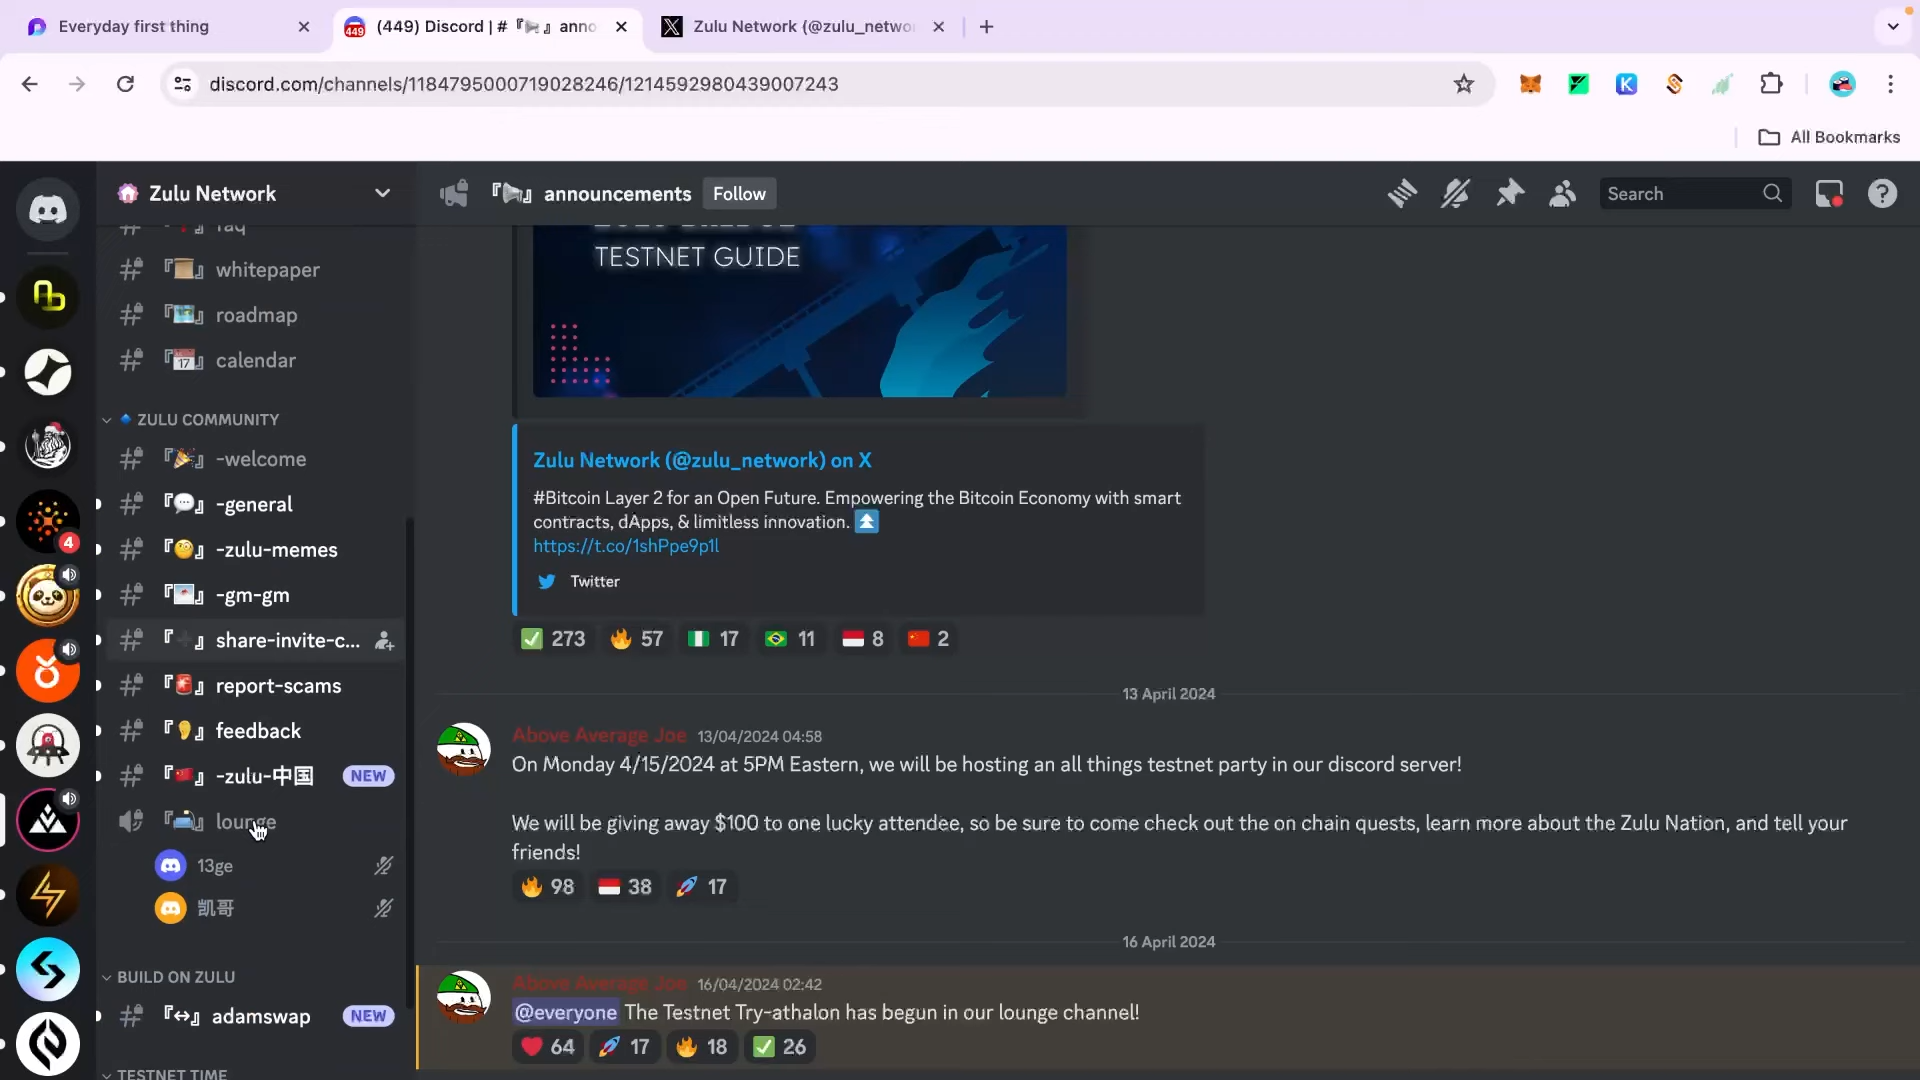 Everyday first thing
(449) Discord | # 『📢』 anno
Zulu Network (@zulu_netwo
discord.com/channels/1184795000719028246/1214592980439007243
All Bookmarks
449
Zulu Network
『📢』 announcements
Follow
Search
faq
『📜』 whitepaper
『🗺️』 roadmap
『📅』 calendar
ZULU COMMUNITY
『🎉』 -welcome
『💬』 -general
『🧐』 -zulu-memes
『🌄』 -gm-gm
『➕』 share-invite-c...
『🚨』 report-scams
『👂』 feedback
『🇨🇳』 -zulu-中国
NEW
『🛋️』 lounge
13ge
凯哥
BUILD ON ZULU
『↔️』 adamswap
NEW
TESTNET TIME
4
TESTNET GUIDE
Zulu Network (@zulu_network) on X
#Bitcoin Layer 2 for an Open Future. Empowering the Bitcoin Economy with smart
contracts, dApps, & limitless innovation. ⏫
https://t.co/1shPpe9p1l
Twitter
✅ 273 🔥 57 🇳🇬 17 🇧🇷 11 🇮🇩 8 🇨🇳 2
13 April 2024
Above Average Joe 13/04/2024 04:58
On Monday 4/15/2024 at 5PM Eastern, we will be hosting an all things testnet party in our discord server!
We will be giving away $100 to one lucky attendee, so be sure to come check out the on chain quests, learn more about the Zulu Nation, and tell your
friends!
🔥 98 🇮🇩 38 🚀 17
16 April 2024
Above Average Joe 16/04/2024 02:42
@everyone The Testnet Try-athalon has begun in our lounge channel!
❤️ 64 🚀 17 🔥 18 ✅ 26